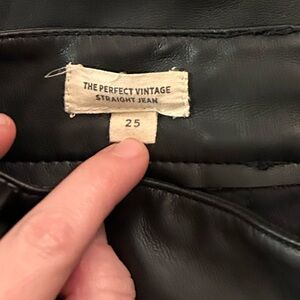 THE PERFECT VINTAGE
STRAIGHT JEAN
25